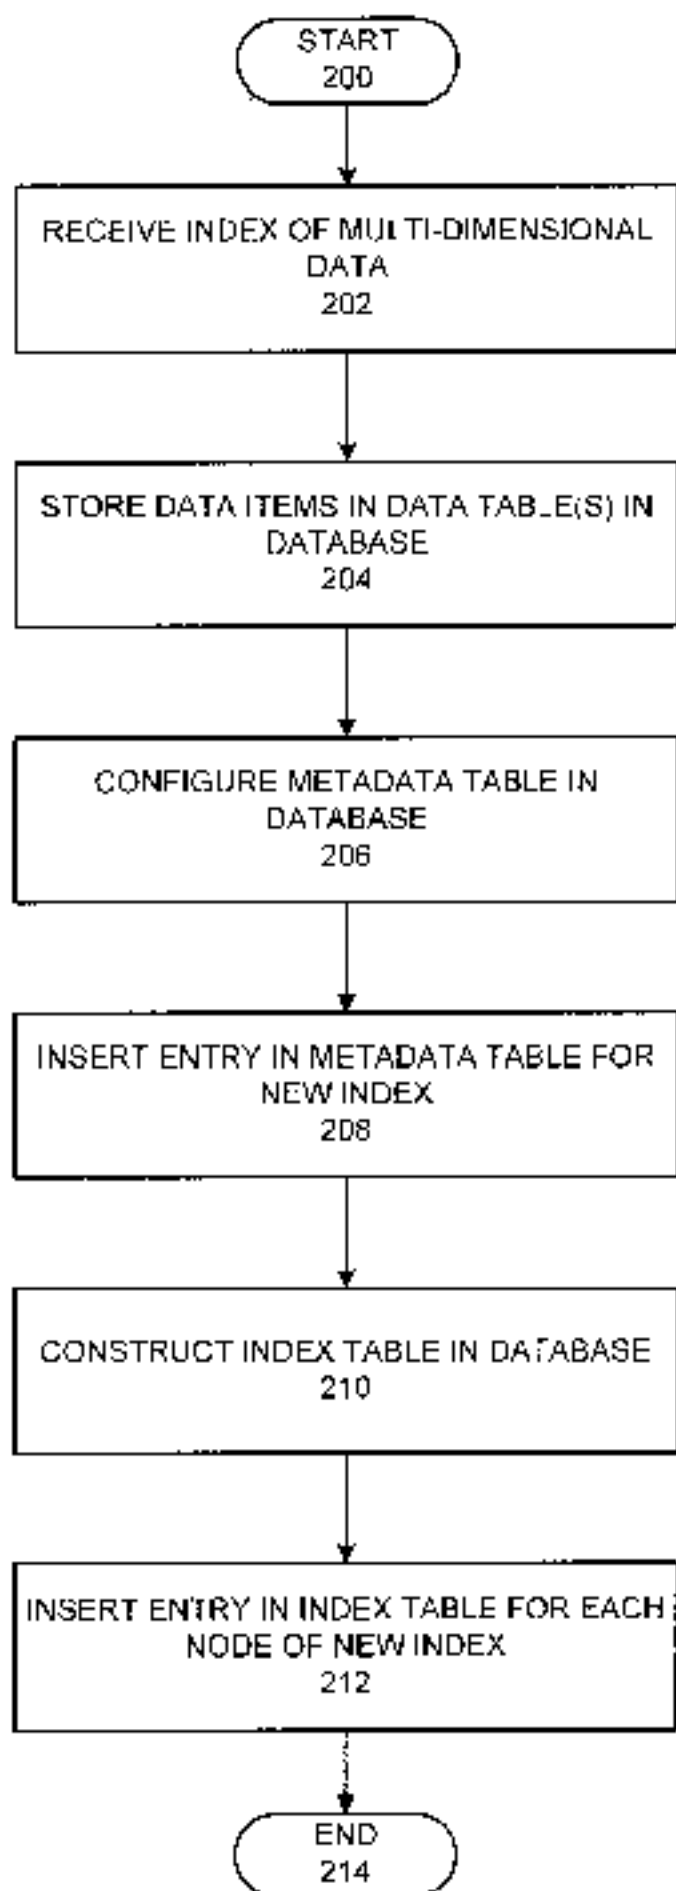 START
200
RECEIVE INDEX OF MULTI-DIMENSIONAL
DATA
202
STORE DATA ITEMS IN DATA TABLE(S) IN
DATABASE
204
CONFIGURE METADATA TABLE IN
DATABASE
206
INSERT ENTRY IN METADATA TABLE FOR
NEW INDEX
208
CONSTRUCT INDEX TABLE IN DATABASE
210
INSERT ENTRY IN INDEX TABLE FOR EACH
NODE OF NEW INDEX
212
END
214